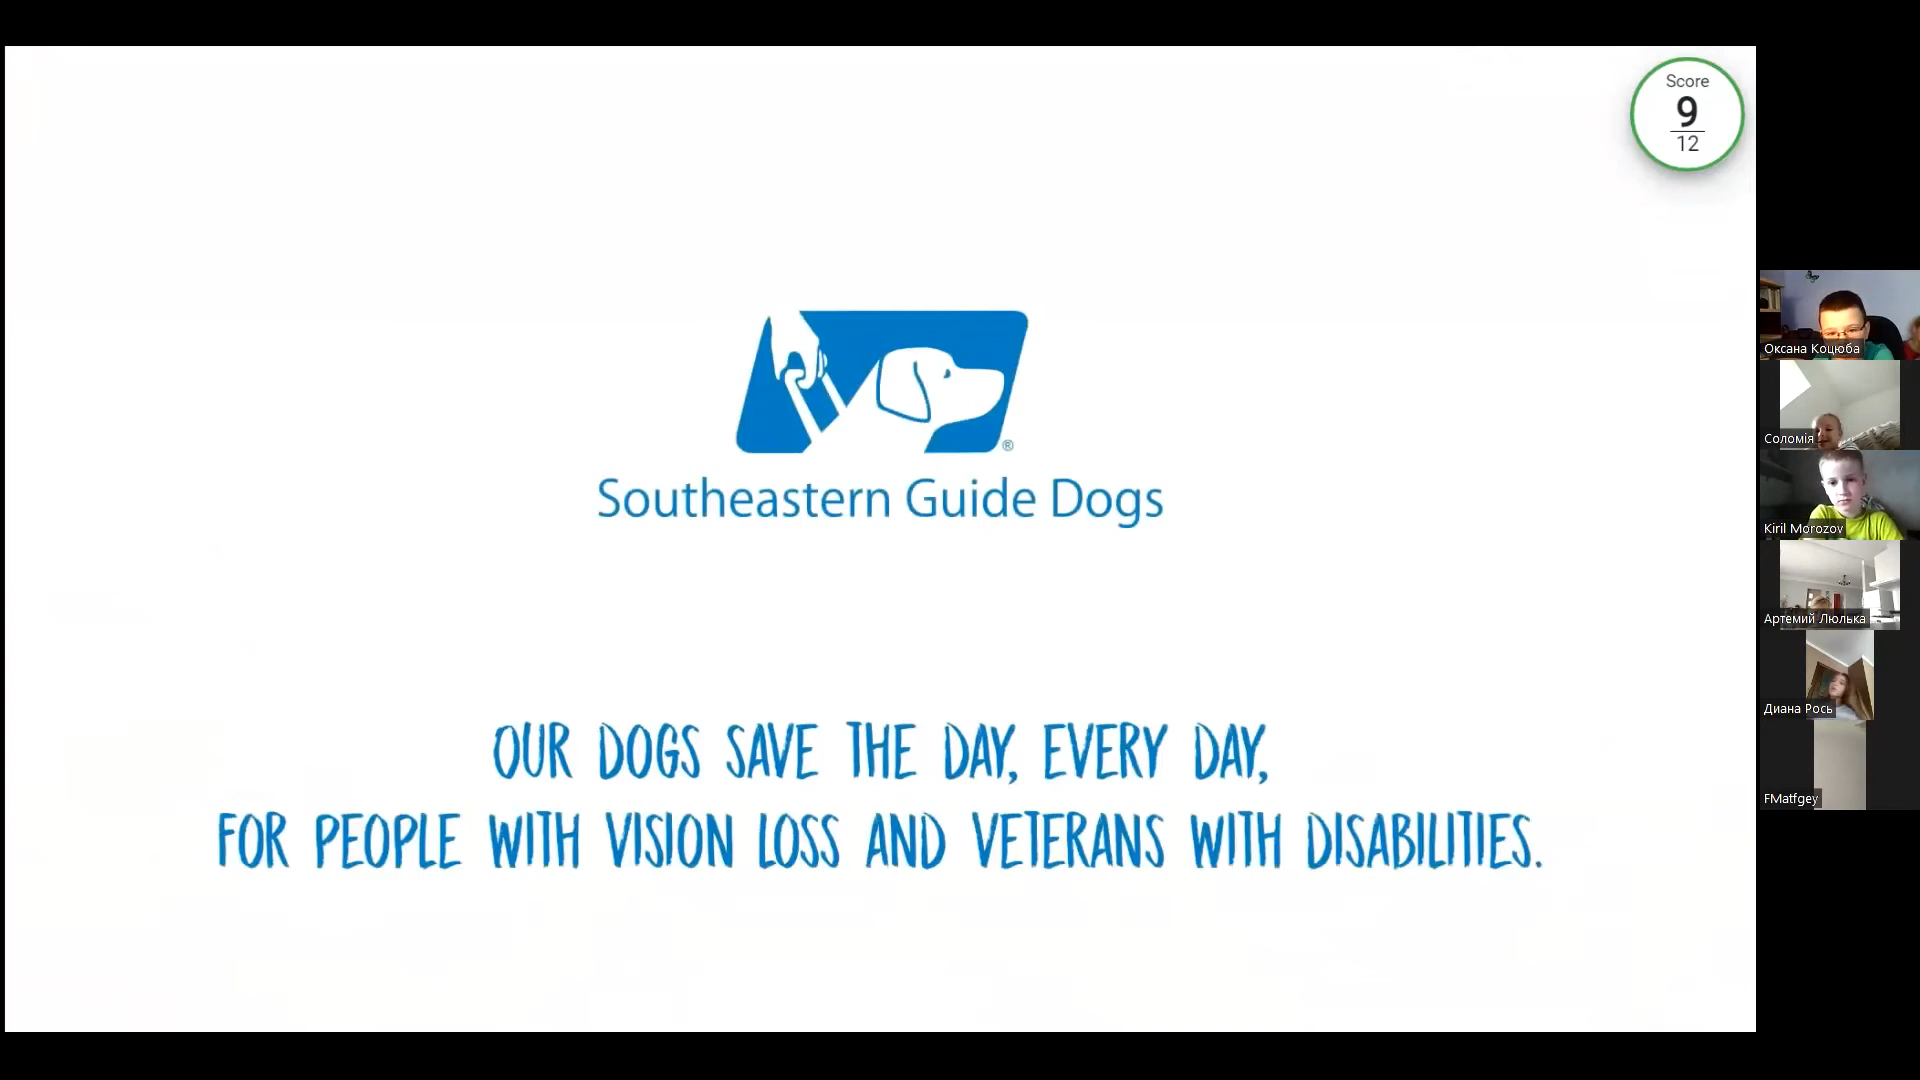 Score
9
12
®
Southeastern Guide Dogs
OUR DOGS SAVE THE DAY, EVERY DAY,
FOR PEOPLE WITH VISION LOSS AND VETERANS WITH DISABILITIES.
Оксана Коцюба
Соломія
Kiril Morozov
Артемий Люлька
Диана Рось
FMatfgey